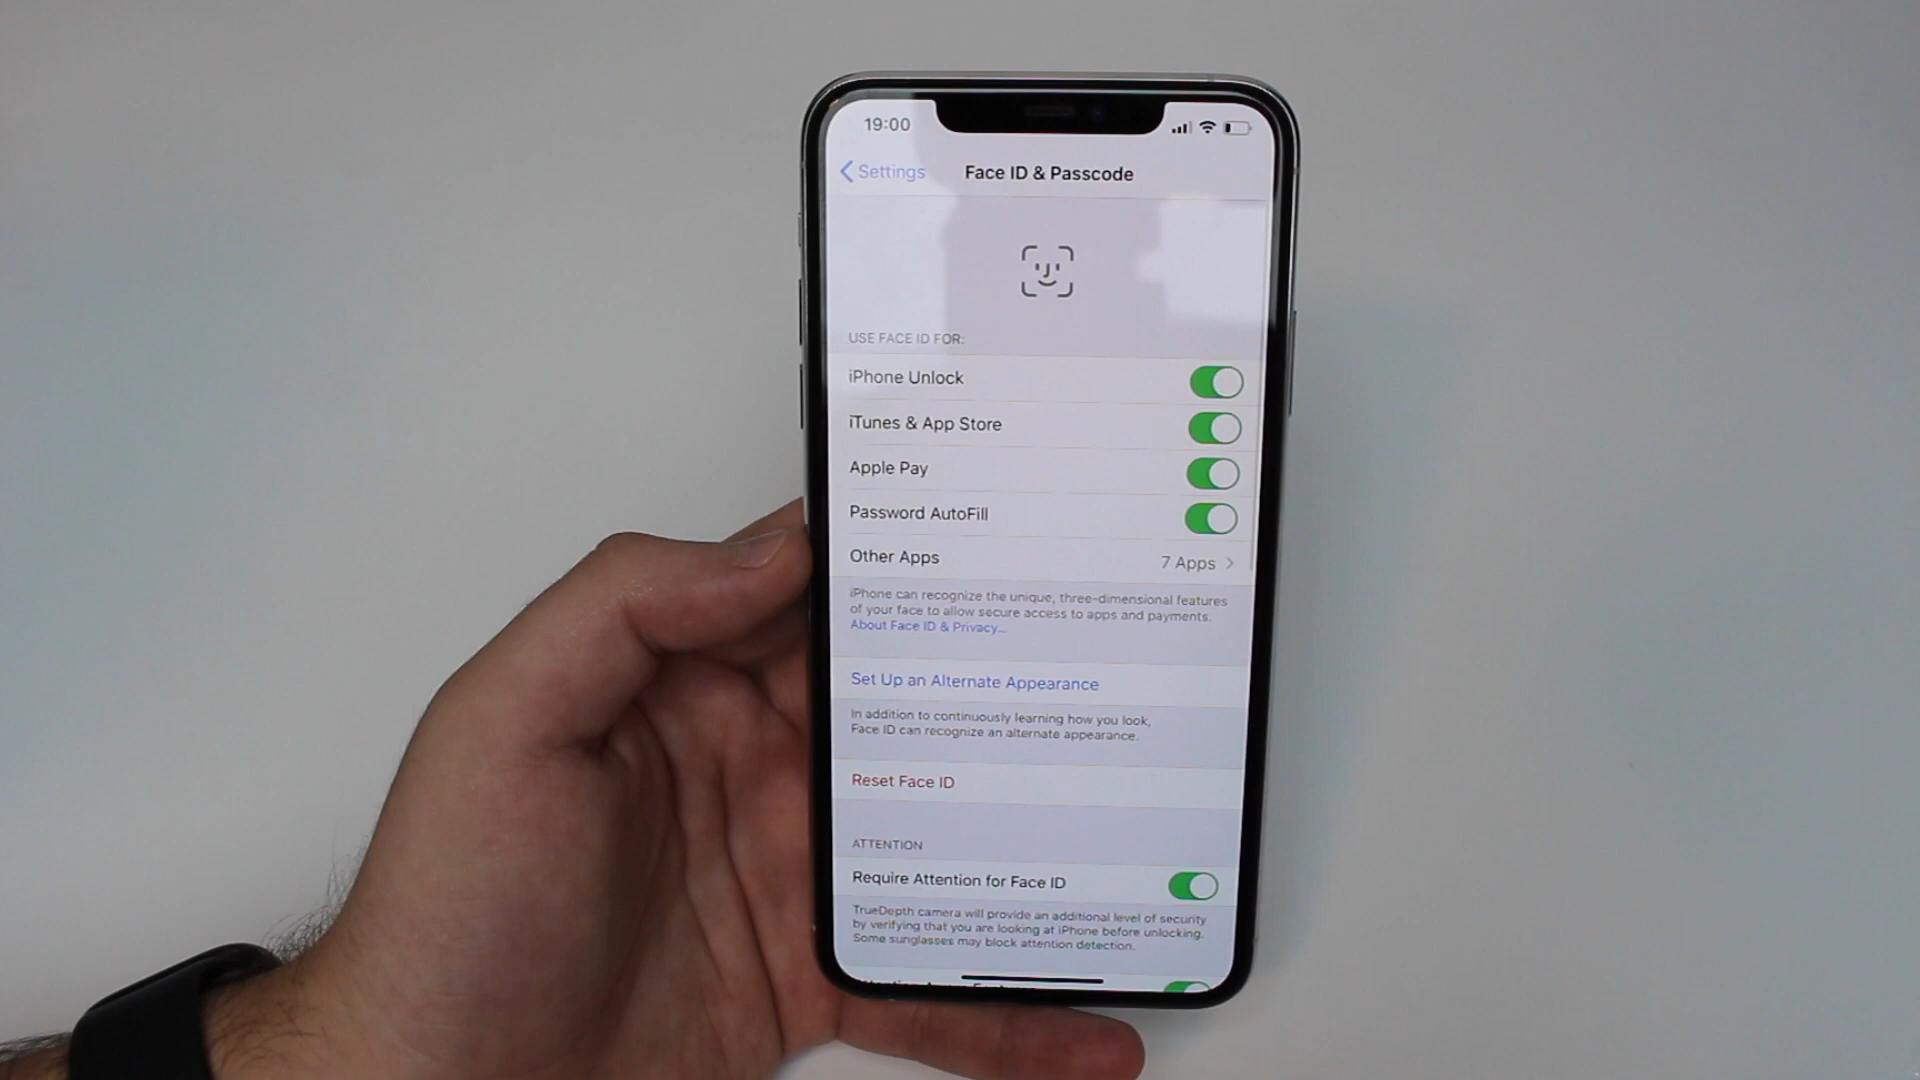 19:00
Settings
Face ID & Passcode
USE FACE ID FOR:
iPhone Unlock
iTunes & App Store
Apple Pay
Password AutoFill
Other Apps 7 Apps
iPhone can recognize the unique, three-dimensional features
of your face to allow secure access to apps and payments.
About Face ID & Privacy...
Set Up an Alternate Appearance
In addition to continuously learning how you look,
Face ID can recognize an alternate appearance.
Reset Face ID
ATTENTION
Require Attention for Face ID
TrueDepth camera will provide an additional level of security
by verifying that you are looking at iPhone before unlocking.
Some sunglasses may block attention detection.